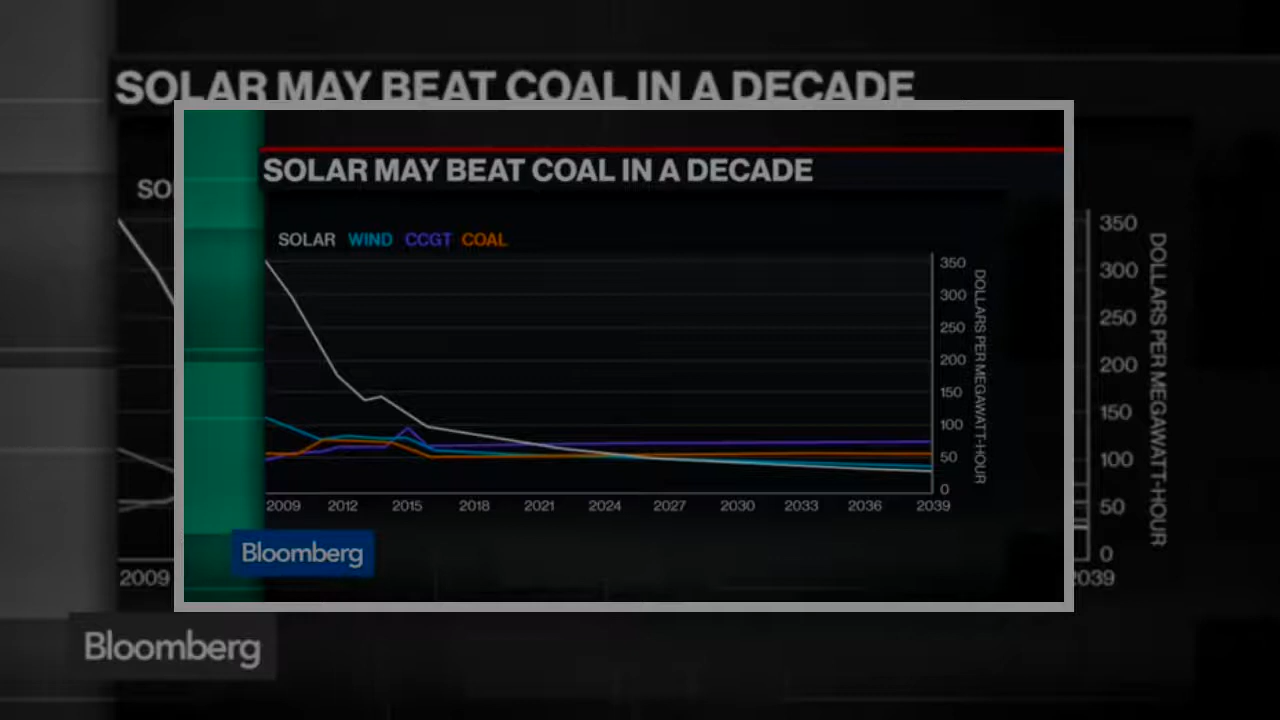 SOLAR MAY BEAT COAL IN A DECADE
SO
SOLAR MAY BEAT COAL IN A DECADE
SOLAR WIND CCGT COAL
350
300
250
200
150
100
50
0
DOLLARS PER MEGAWATT-HOUR
2009 2012 2015 2018 2021 2024 2027 2030 2033 2036 2039
Bloomberg
350
300
250
200
150
100
50
0
DOLLARS PER MEGAWATT-HOUR
2009
2039
Bloomberg